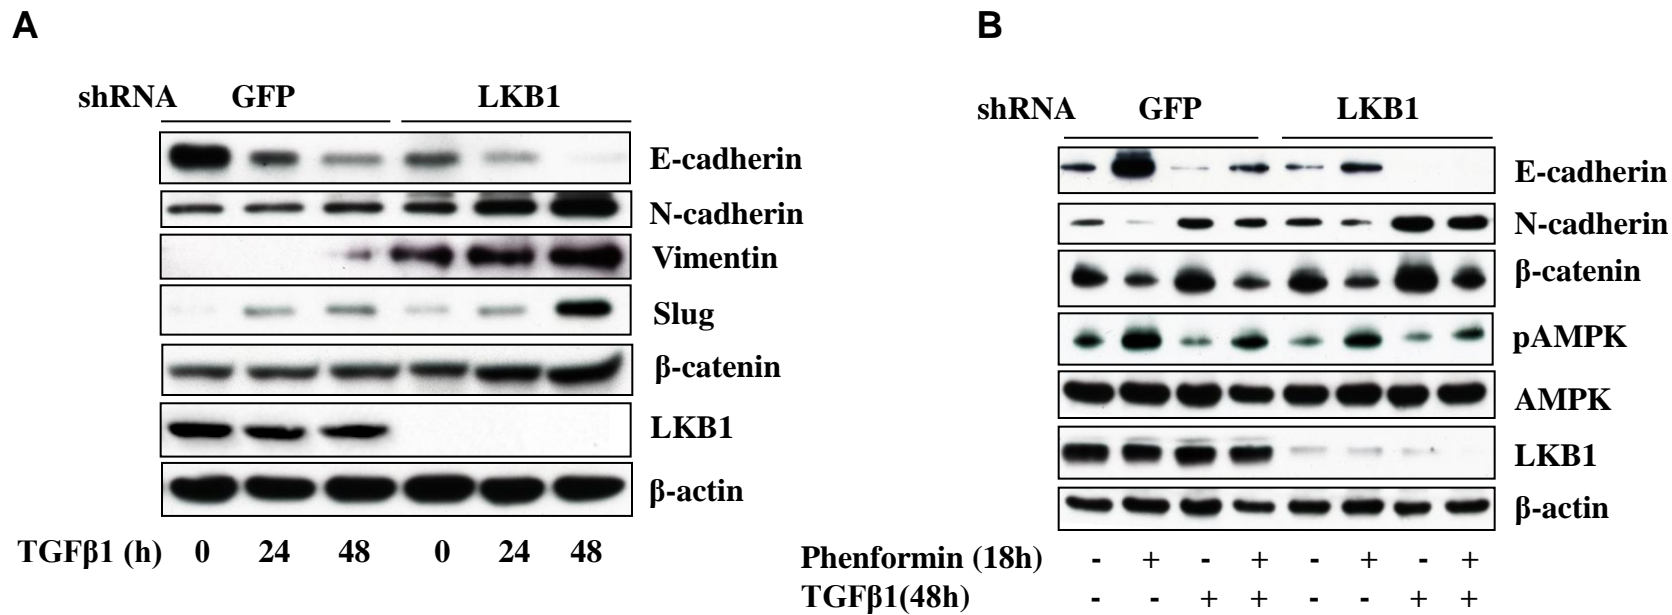 A
shRNA GFP LKB1
E-cadherin
N-cadherin
Vimentin
Slug
β-catenin
LKB1
β-actin
TGFβ1 (h) 0 24 48 0 24 48
B
shRNA GFP LKB1
E-cadherin
N-cadherin
β-catenin
pAMPK
AMPK
LKB1
β-actin
Phenformin (18h) - + - + - + - +
TGFβ1(48h) - - + + - - + +